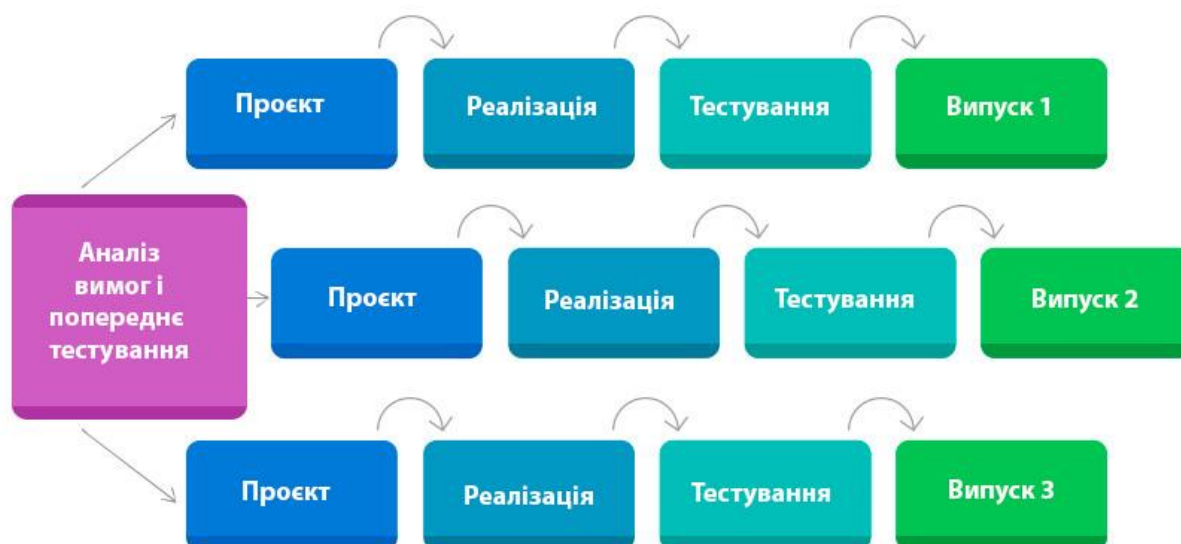 Проєкт
Реалізація
Тестування
Випуск 1
Аналіз
вимог і
попереднє
тестування
Проєкт
Реалізація
Тестування
Випуск 2
Проєкт
Реалізація
Тестування
Випуск 3